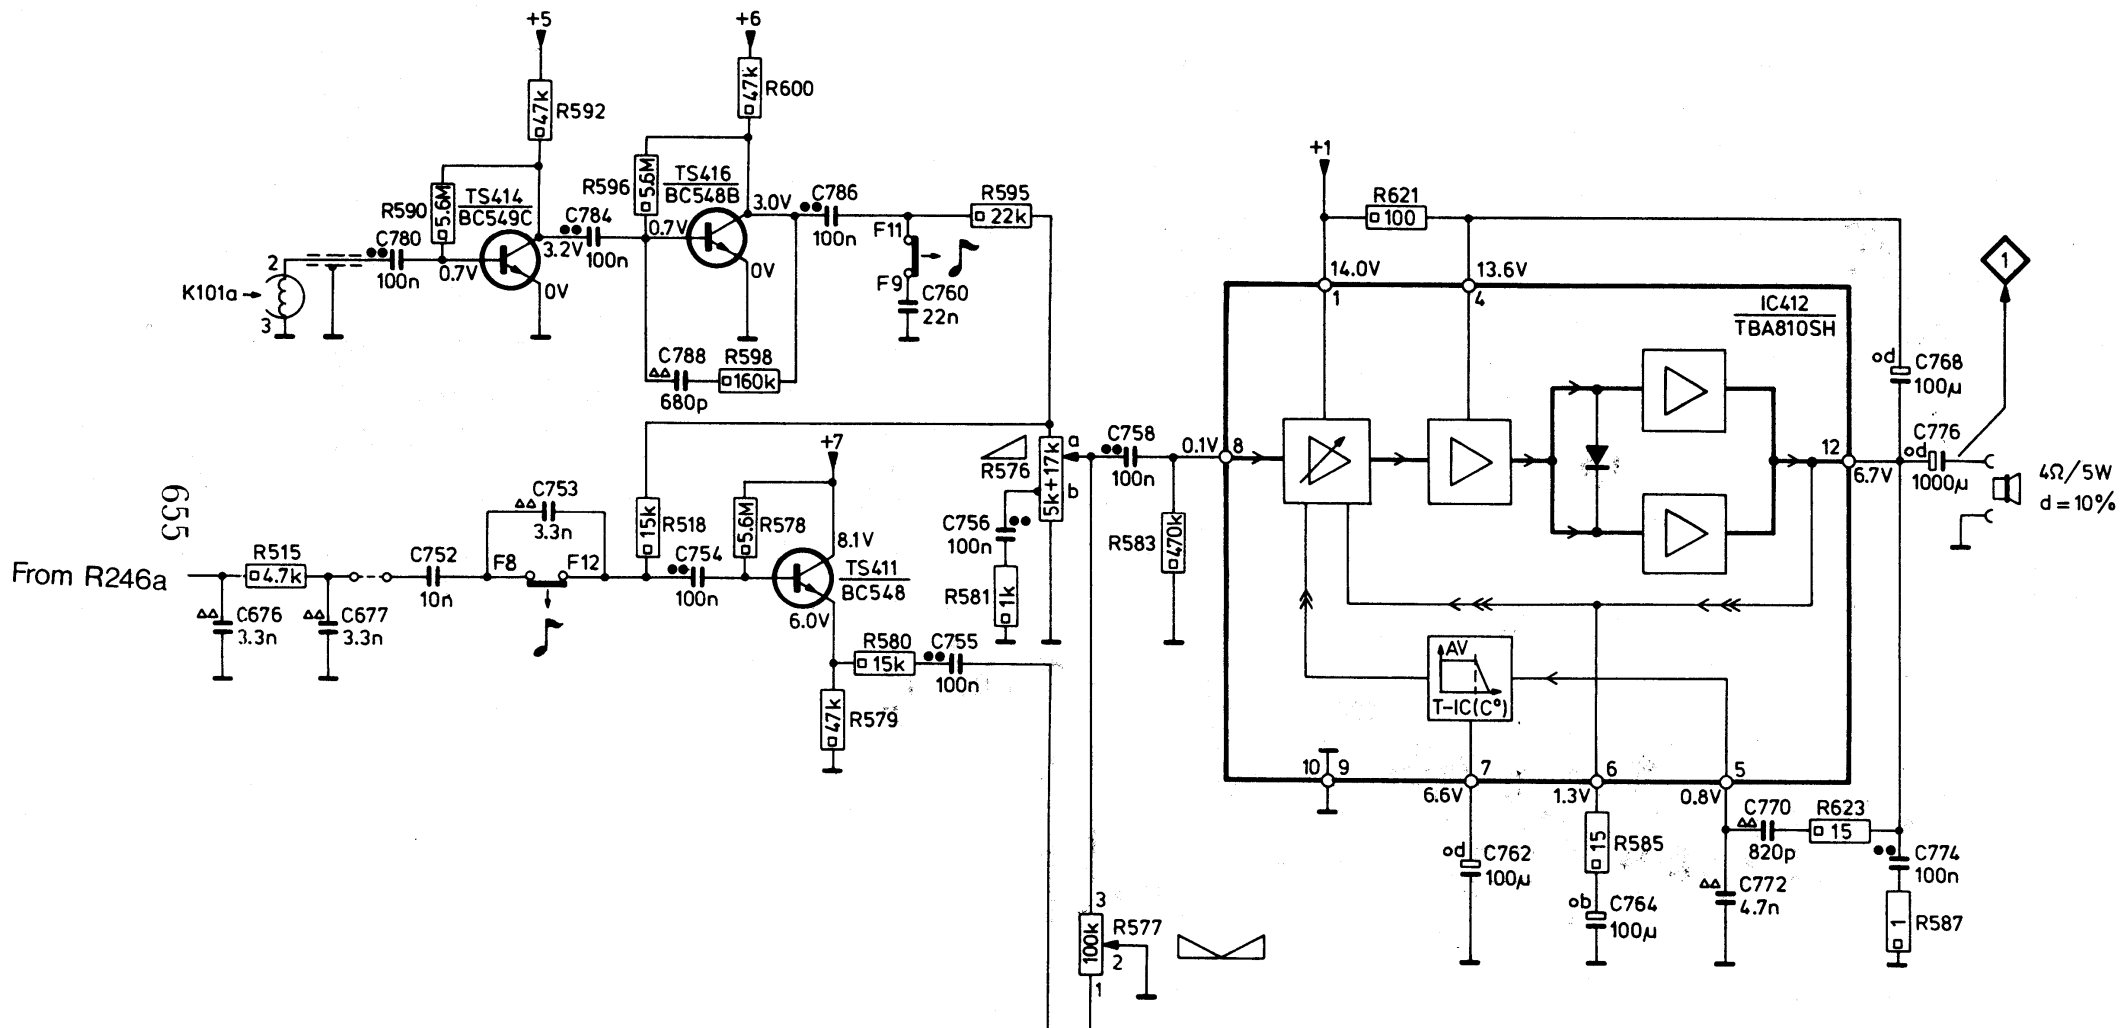 +5
+6
47k
R592
47k
R600
R590
5.6M
TS414
BC549C
R596
5.6M
TS416
BC548B
C780
100n
0.7V
3.2V
0V
C784
100n
0.7V
3.0V
0V
C786
100n
R595
22k
F11
F9
C760
22n
K101a
2
3
C788
680p
R598
160k
655
From R246a
R515
4.7k
C676
3.3n
C677
3.3n
C752
10n
C753
3.3n
F8
F12
15k
R518
C754
100n
5.6M
R578
+7
8.1V
TS411
BC548
6.0V
R580
15k
C755
100n
47k
R579
R576
5k+17k
a
b
C756
100n
R581
1k
C758
100n
R583
470k
3
R577
100k
2
1
+1
R621
100
14.0V
1
13.6V
4
IC412
TBA810SH
0.1V
8
12
6.7V
AV
T-IC(C°)
10
9
7
6.6V
6
1.3V
5
0.8V
od
C762
100µ
15
R585
ob
C764
100µ
C770
820p
R623
15
C772
4.7n
C774
100n
1
R587
od
C768
100µ
C776
od
1000µ
1
4Ω/5W
d=10%